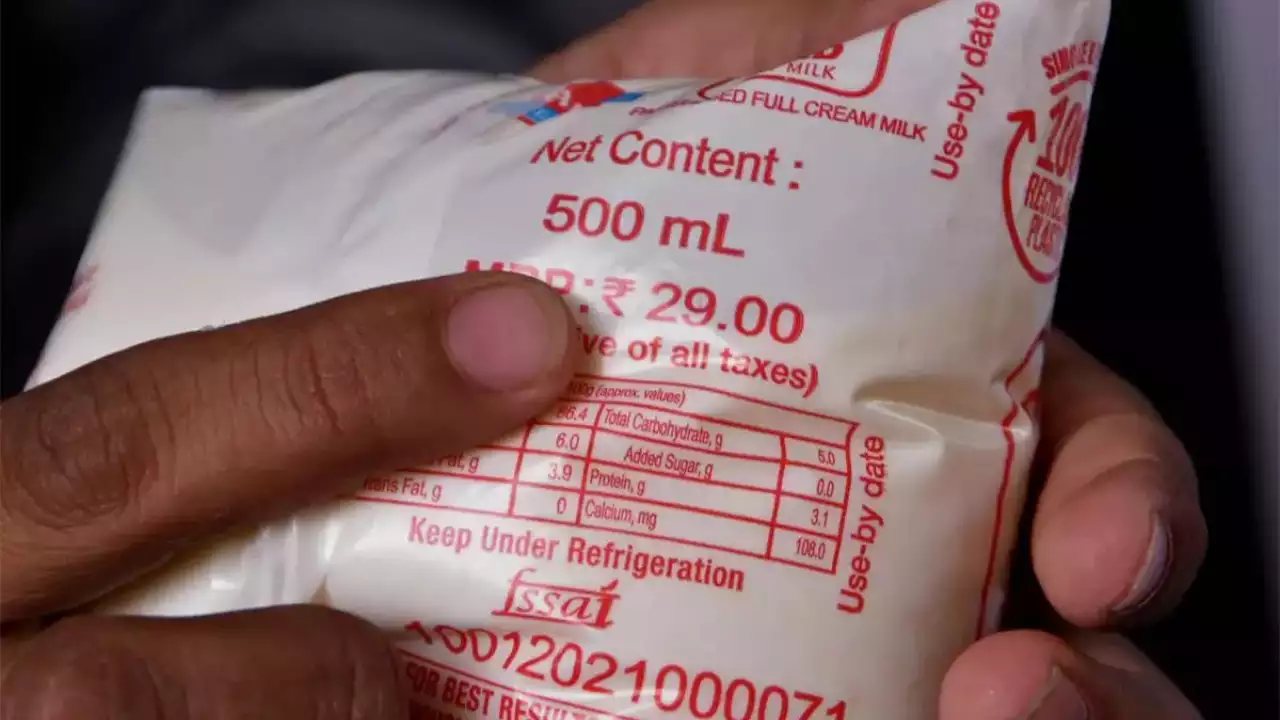 MILK
FULL CREAM MILK
Use-by date
100
Net Content :
500 mL
MRP:₹ 29.00
of all taxes)
(approx. values)
Total Carbohydrate, g 5.0
6.0 Added Sugar, g 0.0
3.9 Protein, g 3.1
Fat, g 0 Calcium, mg 108.0
Keep Under Refrigeration
Use-by date
fssai
10012021000071
FOR BEST